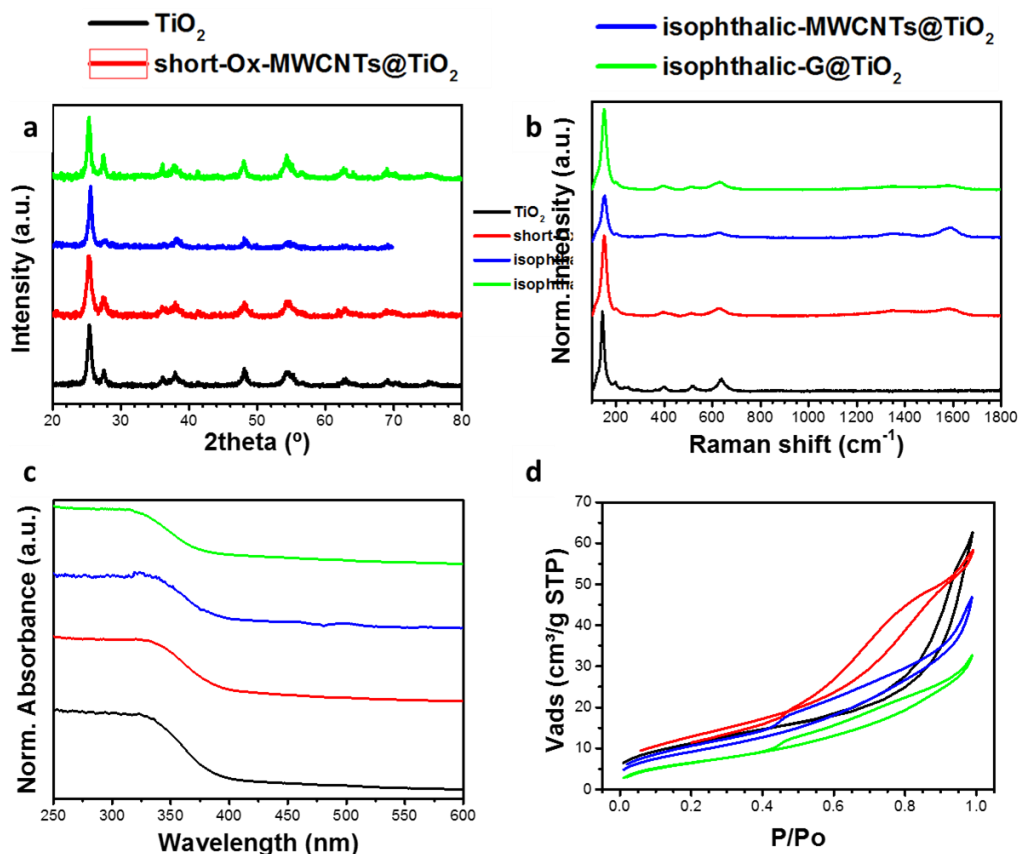 TiO₂
short-Ox-MWCNTs@TiO₂
isophthalic-MWCNTs@TiO₂
isophthalic-G@TiO₂
a
Intensity (a.u.)
20 30 40 50 60 70 80
2theta (º)
TiO₂
short-
isophtha
b
Norm. Intensity (a.u.)
200 400 600 800 1000 1200 1400 1600 1800
Raman shift (cm⁻¹)
c
Norm. Absorbance (a.u.)
250 300 350 400 450 500 550 600
Wavelength (nm)
d
Vads (cm³/g STP)
70
60
50
40
30
20
10
0
0.0 0.2 0.4 0.6 0.8 1.0
P/Po